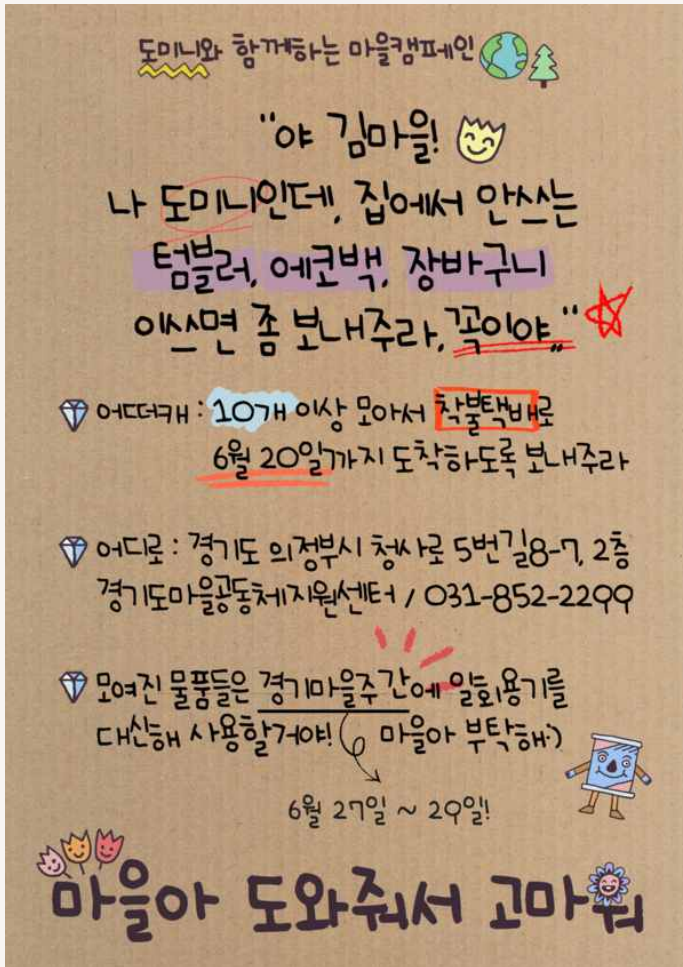 도미니와 함께하는 마을캠페인
"야 김마을!
나 도미니인데, 집에서 안쓰는
텀블러, 에코백, 장바구니
이쓰면 좀 보내주라, 꼭이야"
어떠캐 : 10개 이상 모아서 착불택배로
6월 20일까지 도착하도록 보내주라
어디로 : 경기도 의정부시 청사로 5번길8-7, 2층
경기도마을공동체지원센터 / 031-852-2299
모여진 물품들은 경기마을주간에 일회용기를
대신해 사용할거야! 마을아 부탁해:)
6월 27일 ~ 29일!
마을아 도와줘서 고마워